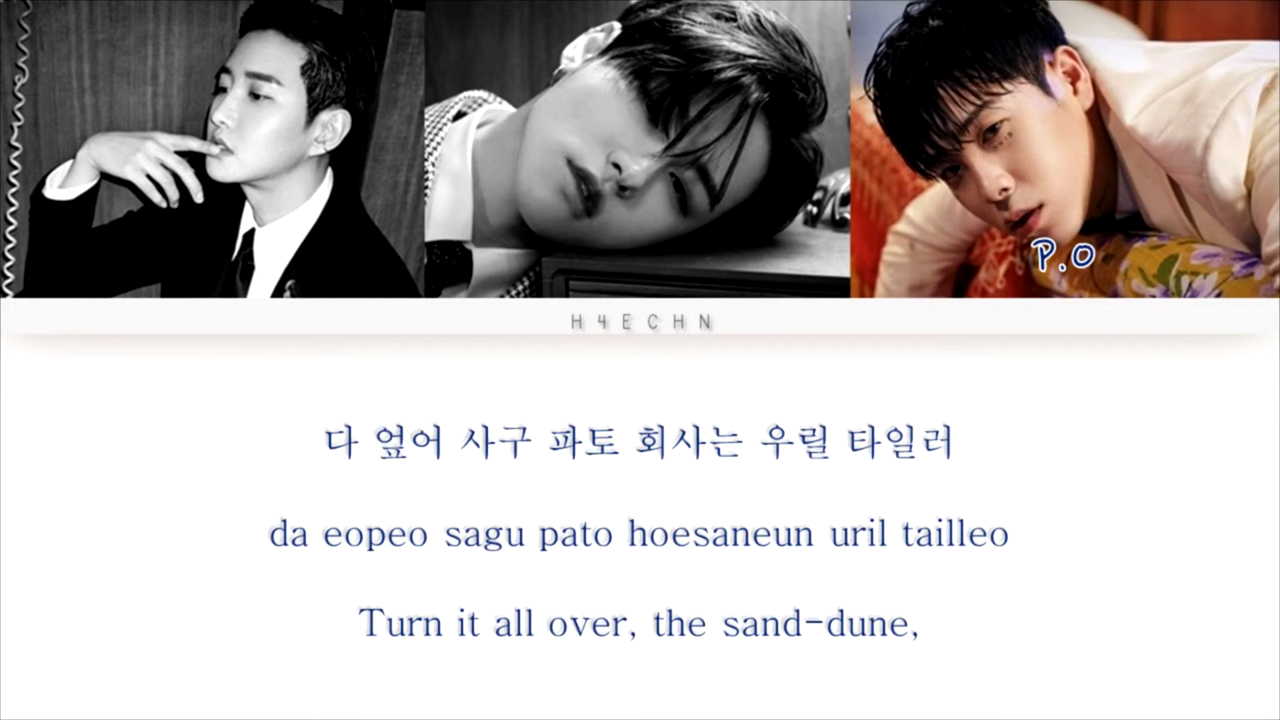 P.O
H4ECHN
다 엎어 사구 파토 회사는 우릴 타일러
da eopeo sagu pato hoesaneun uril tailleo
Turn it all over, the sand-dune,